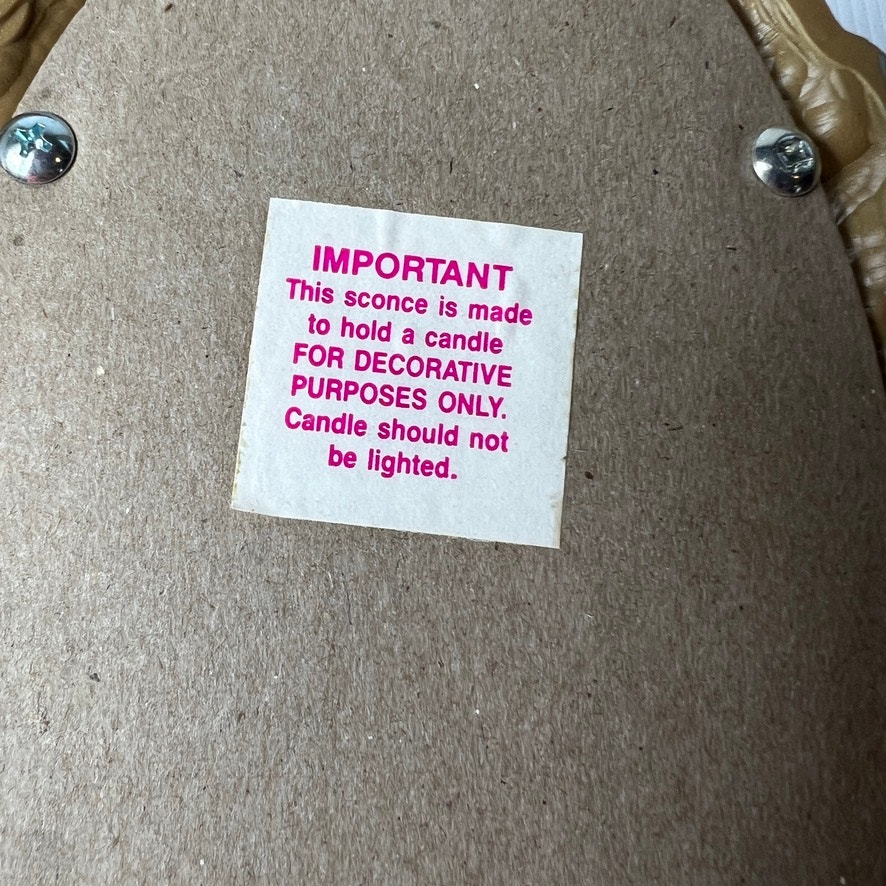 IMPORTANT
This sconce is made
to hold a candle
FOR DECORATIVE
PURPOSES ONLY.
Candle should not
be lighted.